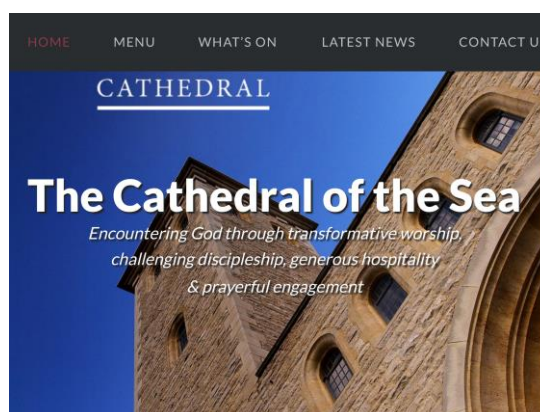 HOME MENU WHAT'S ON LATEST NEWS CONTACT U
CATHEDRAL
The Cathedral of the Sea
Encountering God through transformative worship,
challenging discipleship, generous hospitality
& prayerful engagement